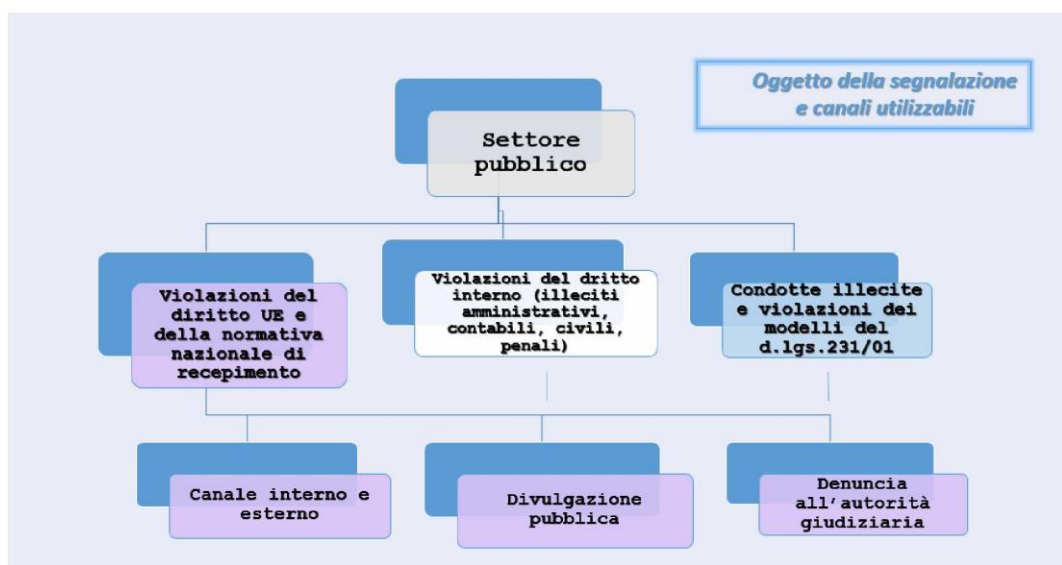 Oggetto della segnalazione
e canali utilizzabili
Settore
pubblico
Violazioni del
diritto UE e
della normativa
nazionale di
recepimento
Violazioni del dritto
interno (illeciti
amministrativi,
contabili, civili,
penali)
Condotte illecite
e violazioni dei
modelli del
d.lgs.231/01
Canale interno e
esterno
Divulgazione
pubblica
Denuncia
all’autorità
giudiziaria